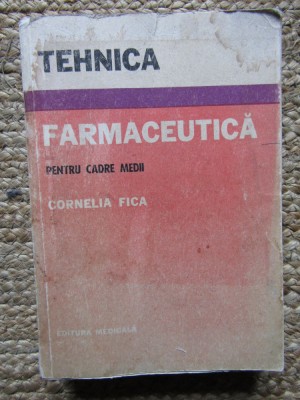 TEHNICA
FARMACEUTICĂ
PENTRU CADRE MEDII
CORNELIA FICA
EDITURA MEDICALĂ